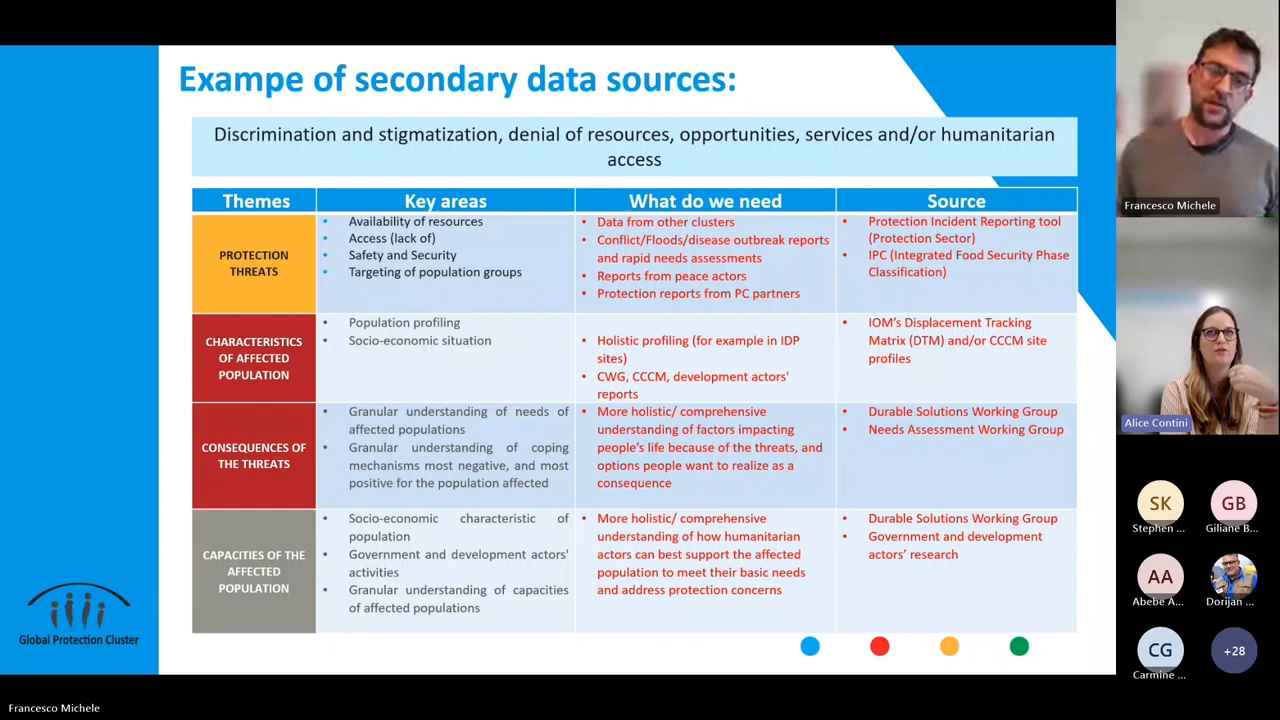 Exampe of secondary data sources:
Discrimination and stigmatization, denial of resources, opportunities, services and/or humanitarian
access
Themes
Key areas
What do we need
Source
PROTECTION
THREATS
• Availability of resources
• Access (lack of)
• Safety and Security
• Targeting of population groups
• Data from other clusters
• Conflict/Floods/disease outbreak reports
and rapid needs assessments
• Reports from peace actors
• Protection reports from PC partners
• Protection Incident Reporting tool
(Protection Sector)
• IPC (Integrated Food Security Phase
Classification)
CHARACTERISTICS
OF AFFECTED
POPULATION
• Population profiling
• Socio-economic situation
• Holistic profiling (for example in IDP
sites)
• CWG, CCCM, development actors'
reports
• IOM's Displacement Tracking
Matrix (DTM) and/or CCCM site
profiles
CONSEQUENCES OF
THE THREATS
• Granular understanding of needs of
affected populations
• Granular understanding of coping
mechanisms most negative, and most
positive for the population affected
• More holistic/ comprehensive
understanding of factors impacting
people's life because of the threats, and
options people want to realize as a
consequence
• Durable Solutions Working Group
• Needs Assessment Working Group
CAPACITIES OF THE
AFFECTED
POPULATION
• Socio-economic characteristic of
population
• Government and development actors'
activities
• Granular understanding of capacities
of affected populations
• More holistic/ comprehensive
understanding of how humanitarian
actors can best support the affected
population to meet their basic needs
and address protection concerns
• Durable Solutions Working Group
• Government and development
actors' research
Global Protection Cluster
Francesco Michele
Alice Contini
SK
Stephen ...
GB
Giliane B...
AA
Abebe A...
Dorijan ...
CG
Carmine ...
+28
Francesco Michele